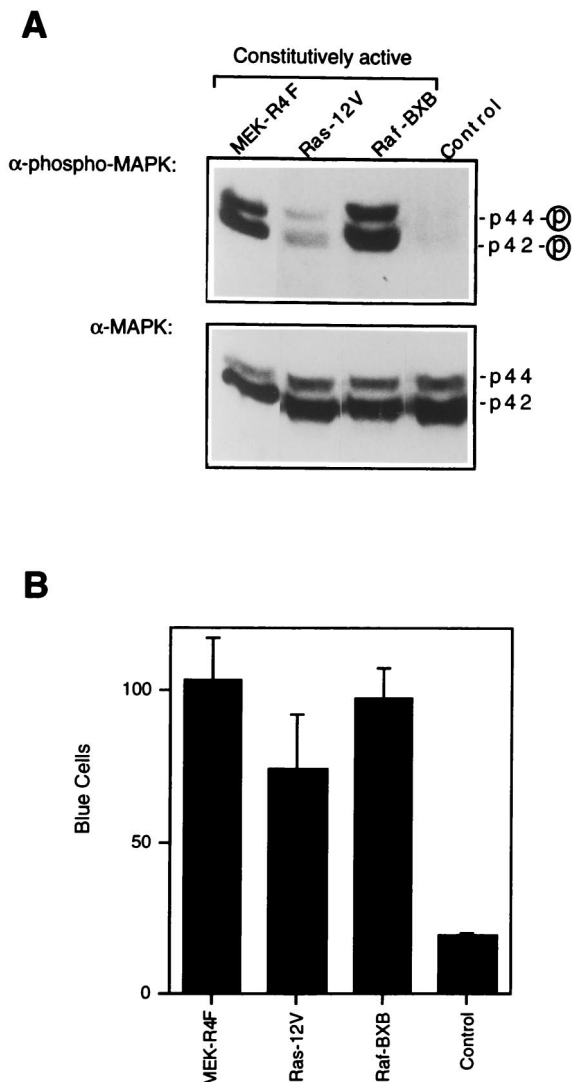 A
Constitutively active
MEK-R4F
Ras-12V
Raf-BXB
Control
α-phospho-MAPK:
-p44-P
-p42-P
α-MAPK:
-p44
-p42
B
100
50
0
Blue Cells
MEK-R4F
Ras-12V
Raf-BXB
Control